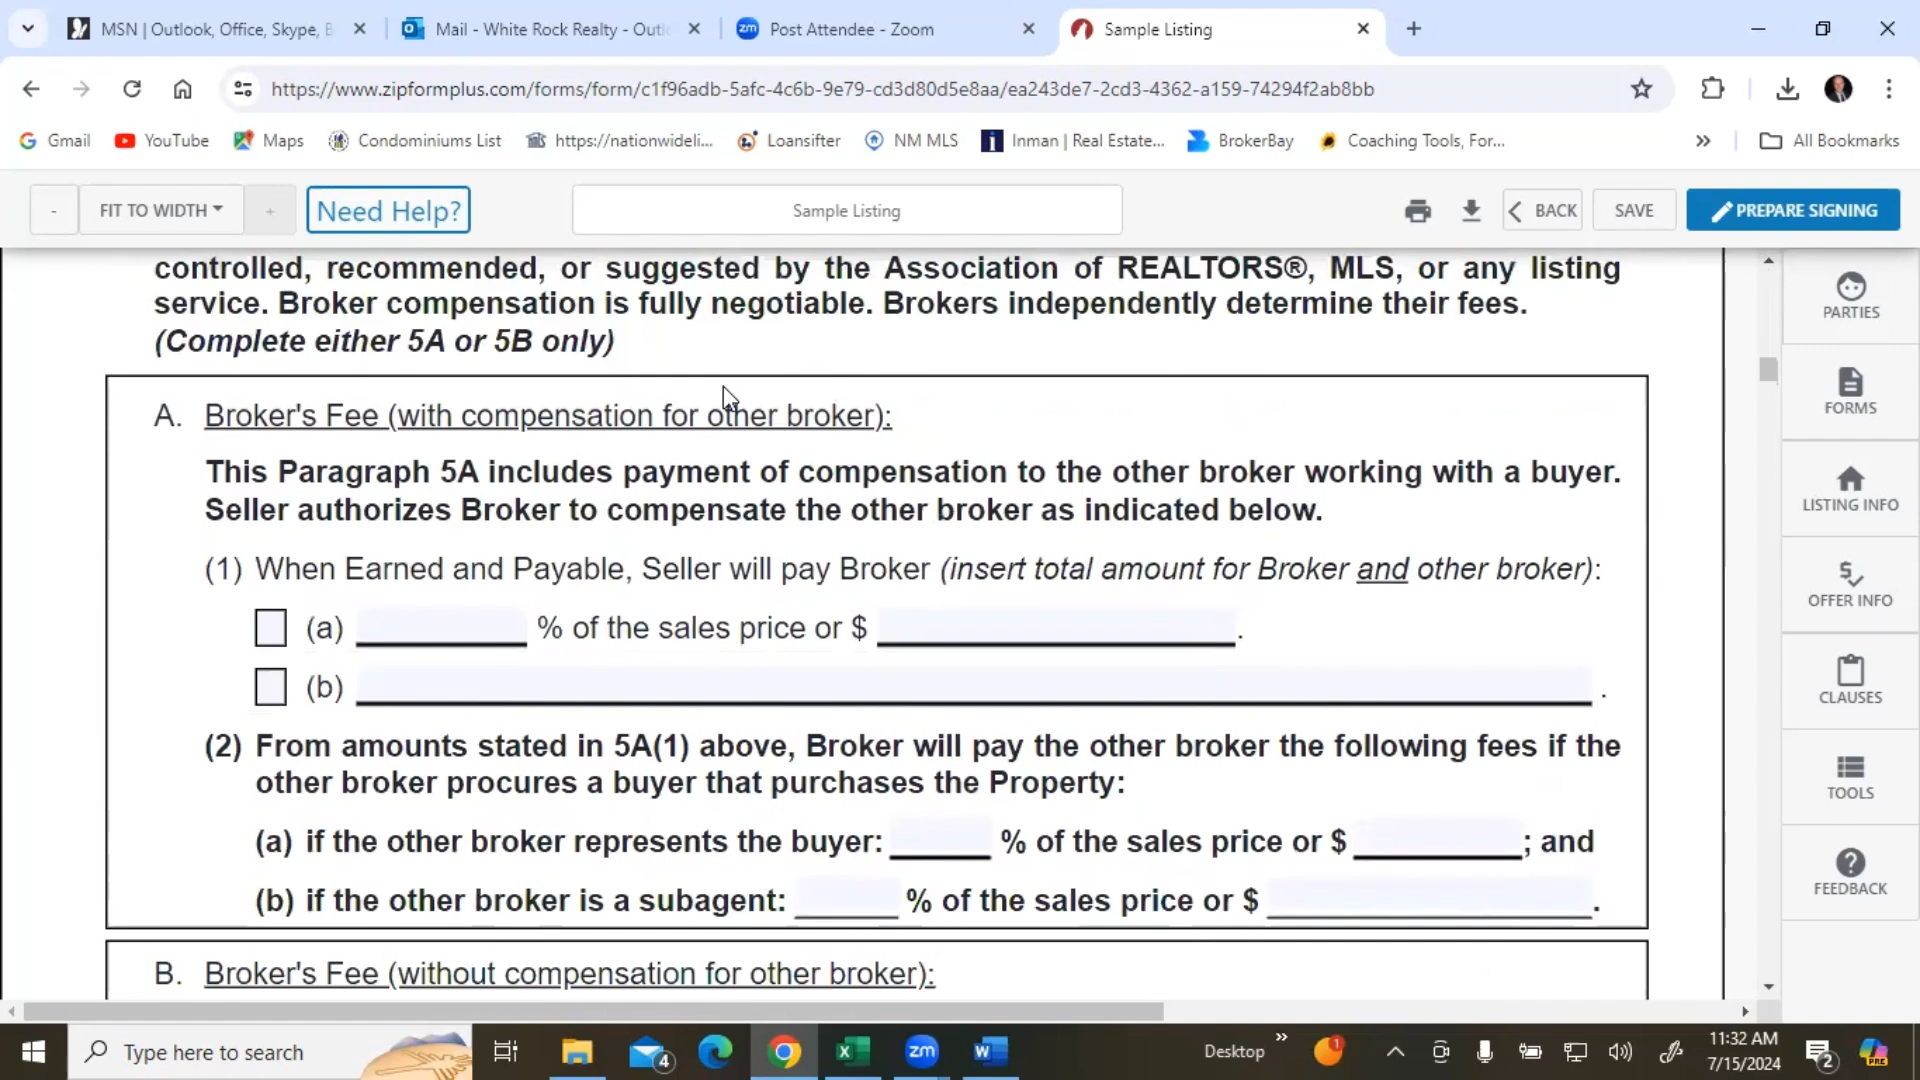 MSN | Outlook, Office, Skype, B
Mail - White Rock Realty - Outlo
zm Post Attendee - Zoom
Sample Listing
https://www.zipformplus.com/forms/form/c1f96adb-5afc-4c6b-9e79-cd3d80d5e8aa/ea243de7-2cd3-4362-a159-74294f2ab8bb
Gmail
YouTube
Maps
Condominiums List
https://nationwideli...
Loansifter
NM MLS
Inman | Real Estate...
BrokerBay
Coaching Tools, For...
»
All Bookmarks
-
FIT TO WIDTH
+
Need Help?
Sample Listing
BACK
SAVE
PREPARE SIGNING
controlled, recommended, or suggested by the Association of REALTORS®, MLS, or any listing
service. Broker compensation is fully negotiable. Brokers independently determine their fees.
(Complete either 5A or 5B only)
A. Broker's Fee (with compensation for other broker):
This Paragraph 5A includes payment of compensation to the other broker working with a buyer.
Seller authorizes Broker to compensate the other broker as indicated below.
(1) When Earned and Payable, Seller will pay Broker (insert total amount for Broker and other broker):
(a) % of the sales price or $ .
(b) .
(2) From amounts stated in 5A(1) above, Broker will pay the other broker the following fees if the
other broker procures a buyer that purchases the Property:
(a) if the other broker represents the buyer: % of the sales price or $ ; and
(b) if the other broker is a subagent: % of the sales price or $ .
B. Broker's Fee (without compensation for other broker):
PARTIES
FORMS
LISTING INFO
OFFER INFO
CLAUSES
TOOLS
FEEDBACK
Type here to search
4
zm
Desktop
»
1
11:32 AM
7/15/2024
2
PRE